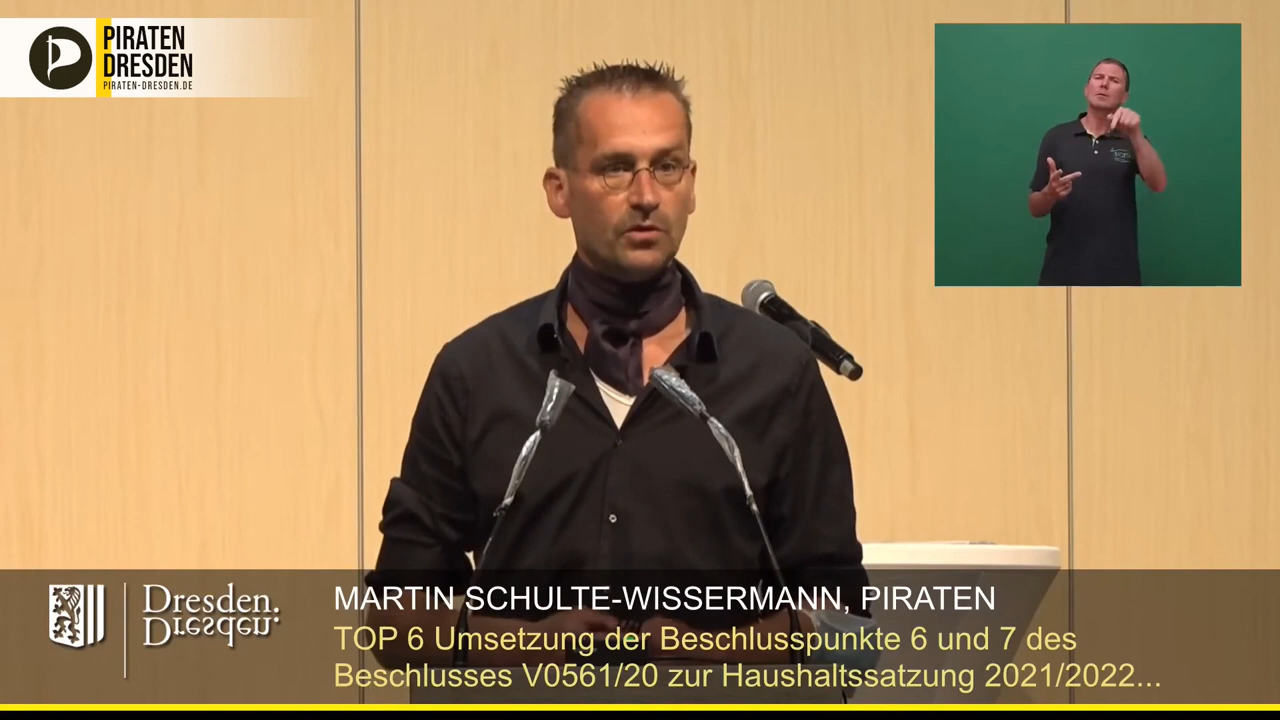 PIRATEN
DRESDEN
PIRATEN-DRESDEN.DE
Dresden.
Dresden.
MARTIN SCHULTE-WISSERMANN, PIRATEN
TOP 6 Umsetzung der Beschlusspunkte 6 und 7 des
Beschlusses V0561/20 zur Haushaltssatzung 2021/2022...